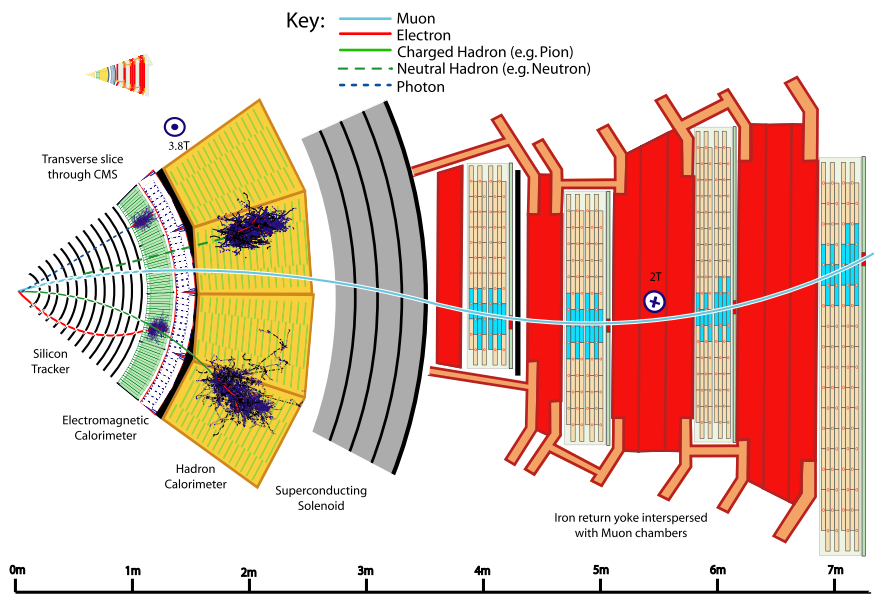 Key:
Muon
Electron
Charged Hadron (e.g. Pion)
Neutral Hadron (e.g. Neutron)
Photon
3.8T
Transverse slice
through CMS
2T
Silicon
Tracker
Electromagnetic
Calorimeter
Hadron
Calorimeter
Superconducting
Solenoid
Iron return yoke interspersed
with Muon chambers
0m 1m 2m 3m 4m 5m 6m 7m